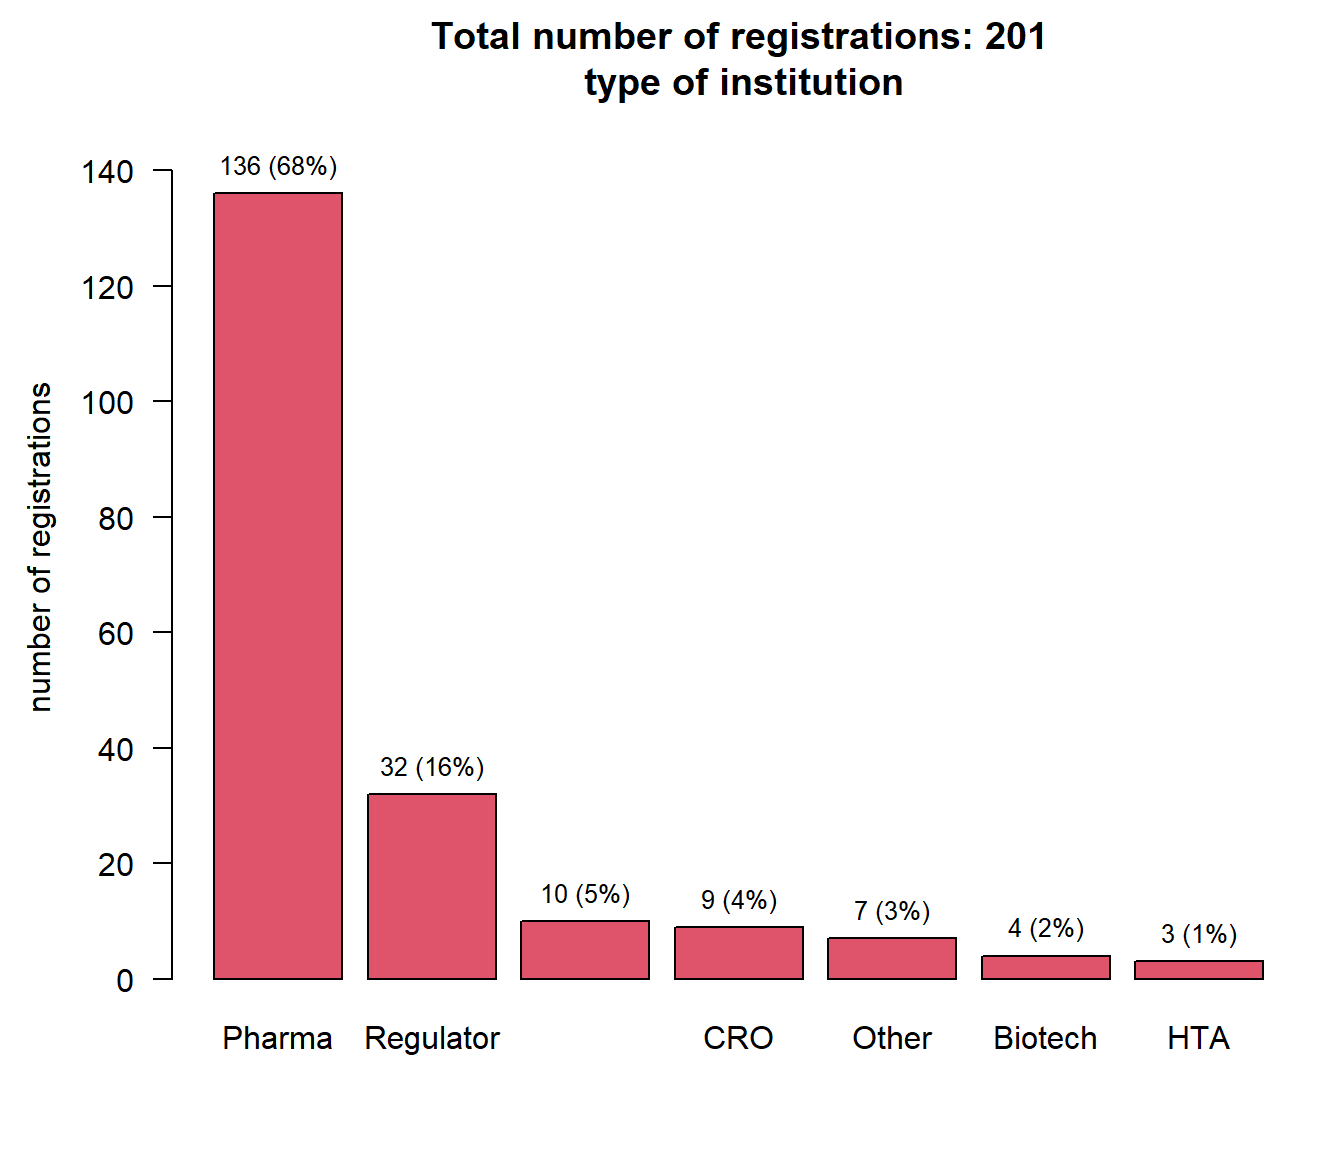 Total number of registrations: 201
type of institution
number of registrations
140
120
100
80
60
40
20
0
136 (68%)
32 (16%)
10 (5%)
9 (4%)
7 (3%)
4 (2%)
3 (1%)
Pharma
Regulator
CRO
Other
Biotech
HTA